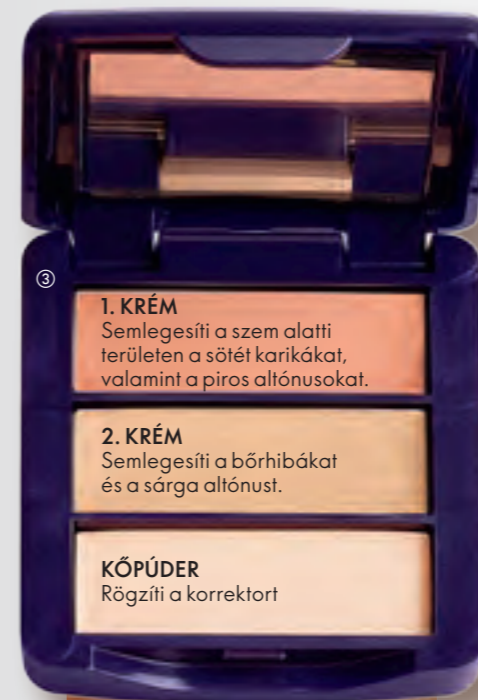 ③
1. KRÉM
Semlegesíti a szem alatti
területen a sötét karikákat,
valamint a piros altónusokat.
2. KRÉM
Semlegesíti a bőrhibákat
és a sárga altónust.
KŐPÚDER
Rögzíti a korrektort